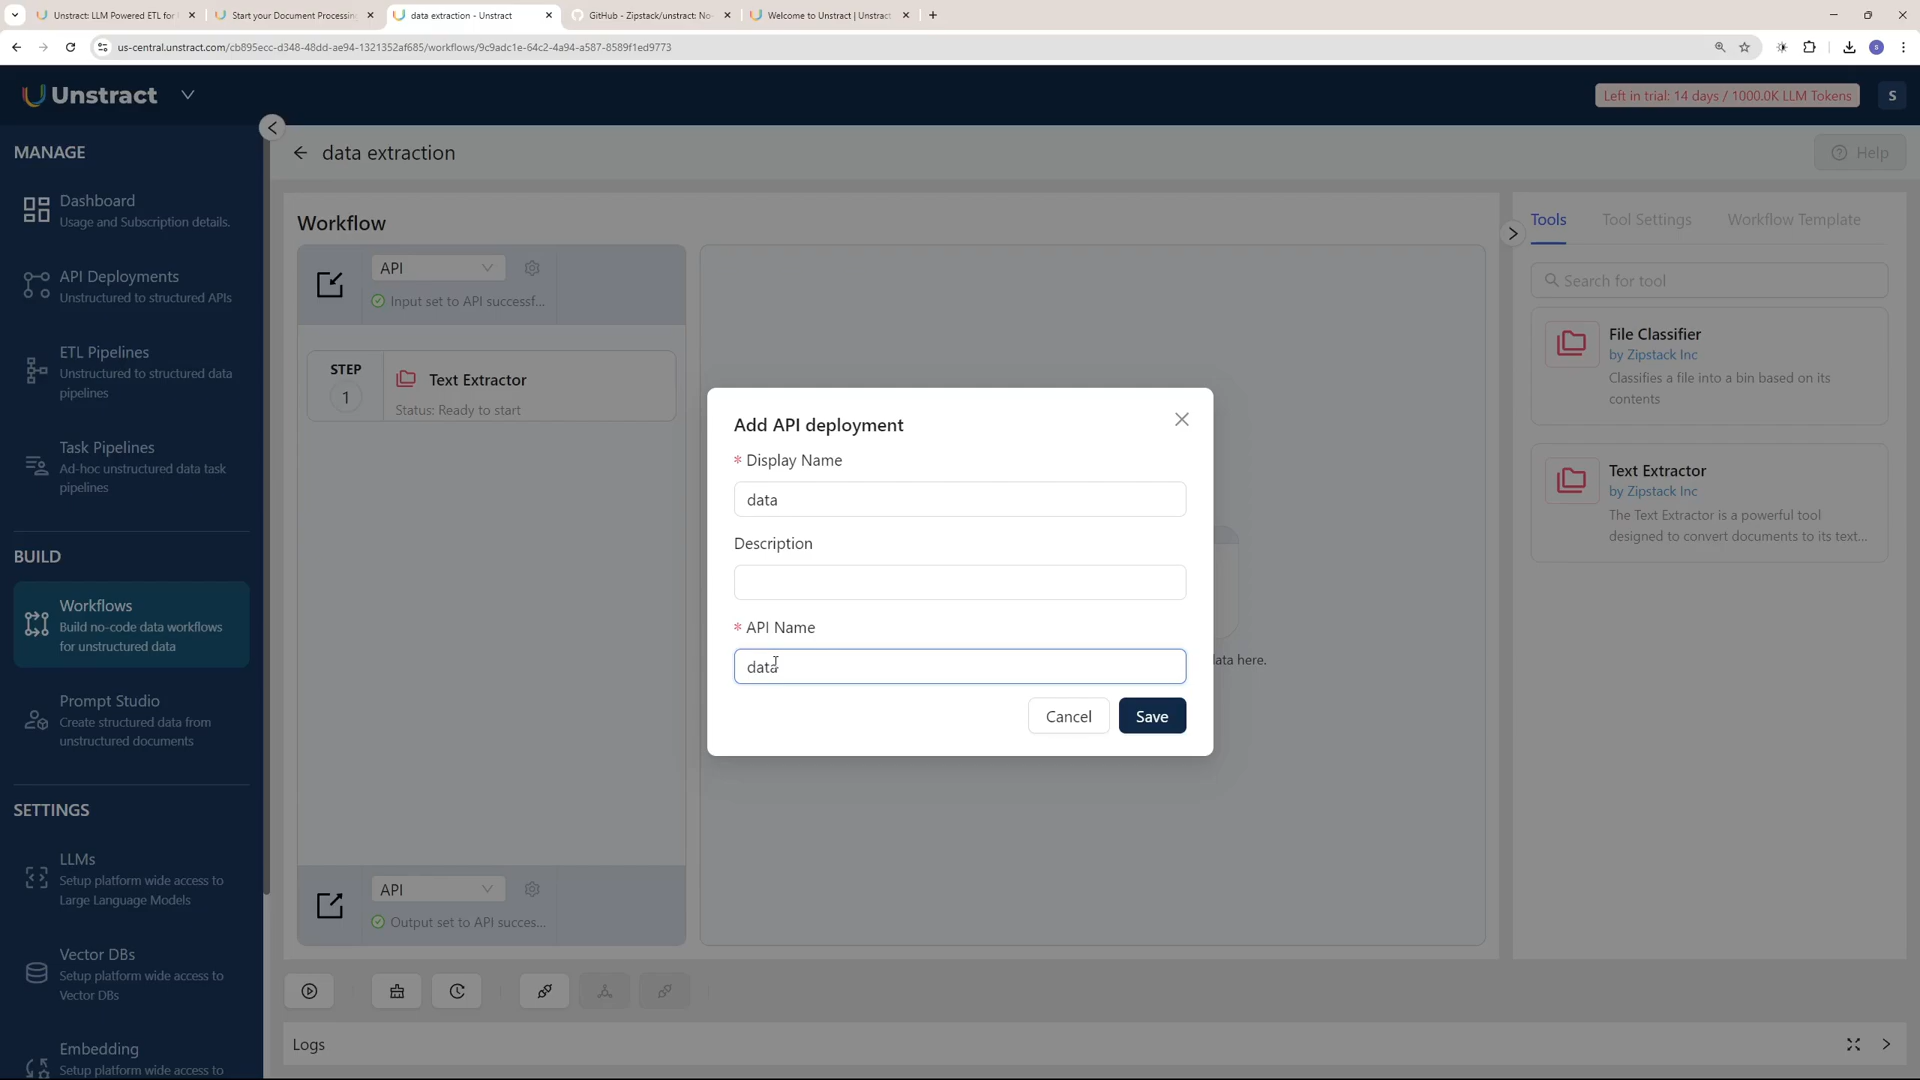 Unstract: LLM Powered ETL for
Start your Document Processing
data extraction - Unstract
GitHub - Zipstack/unstract: No-
Welcome to Unstract | Unstract
us-central.unstract.com/cb895ecc-d348-48dd-ae94-1321352af685/workflows/9c9adc1e-64c2-4a94-a587-8589f1ed9773
Unstract
Left in trial: 14 days / 1000.0K LLM Tokens
S
MANAGE
Dashboard
Usage and Subscription details.
API Deployments
Unstructured to structured APIs
ETL Pipelines
Unstructured to structured data
pipelines
Task Pipelines
Ad-hoc unstructured data task
pipelines
BUILD
Workflows
Build no-code data workflows
for unstructured data
Prompt Studio
Create structured data from
unstructured documents
SETTINGS
LLMs
Setup platform wide access to
Large Language Models
Vector DBs
Setup platform wide access to
Vector DBs
Embedding
Setup platform wide access to
data extraction
Help
Workflow
API
Input set to API successf...
STEP
1
Text Extractor
Status: Ready to start
API
Output set to API succes...
Logs
Add API deployment
* Display Name
data
Description
* API Name
data
Cancel
Save
data here.
Tools
Tool Settings
Workflow Template
Search for tool
File Classifier
by Zipstack Inc
Classifies a file into a bin based on its
contents
Text Extractor
by Zipstack Inc
The Text Extractor is a powerful tool
designed to convert documents to its text...